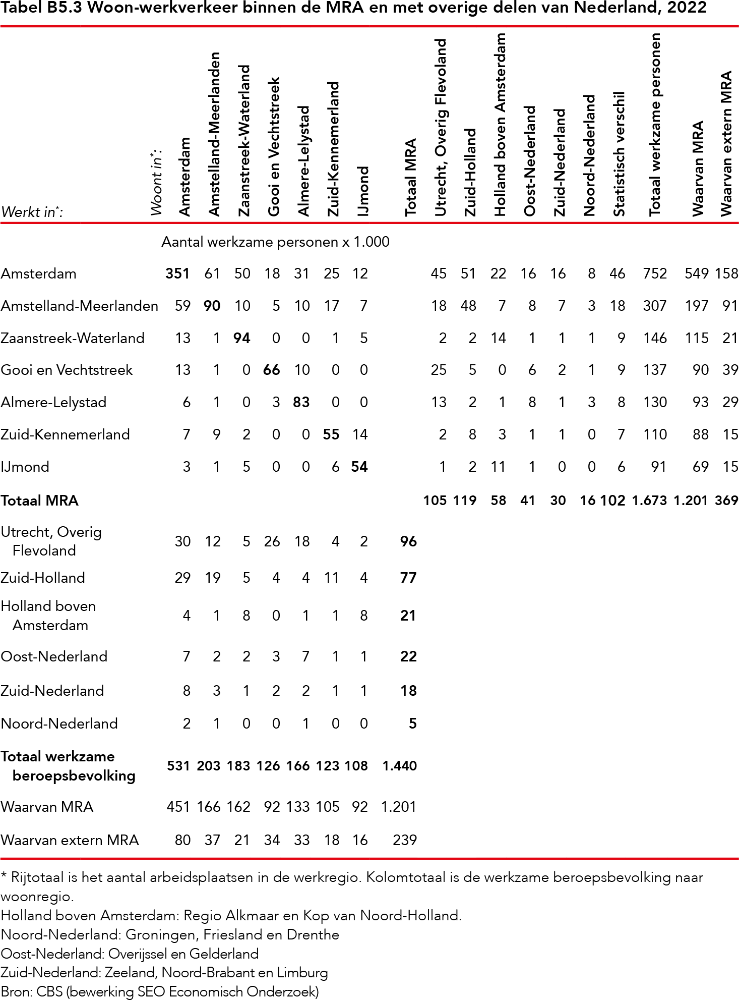 Tabel B5.3 Woon-werkverkeer binnen de MRA en met overige delen van Nederland, 2022
Werkt in*: Woont in*: Amsterdam Amstelland-Meerlanden Zaanstreek-Waterland Gooi en Vechtstreek Almere-Lelystad Zuid-Kennemerland IJmond Totaal MRA Utrecht, Overig Flevoland Zuid-Holland Holland boven Amsterdam Oost-Nederland Zuid-Nederland Noord-Nederland Statistisch verschil Totaal werkzame personen Waarvan MRA Waarvan extern MRA
Aantal werkzame personen x 1.000
Amsterdam 351 61 50 18 31 25 12 45 51 22 16 16 8 46 752 549 158
Amstelland-Meerlanden 59 90 10 5 10 17 7 18 48 7 8 7 3 18 307 197 91
Zaanstreek-Waterland 13 1 94 0 0 1 5 2 2 14 1 1 1 9 146 115 21
Gooi en Vechtstreek 13 1 0 66 10 0 0 25 5 0 6 2 1 9 137 90 39
Almere-Lelystad 6 1 0 3 83 0 0 13 2 1 8 1 3 8 130 93 29
Zuid-Kennemerland 7 9 2 0 0 55 14 2 8 3 1 1 0 7 110 88 15
IJmond 3 1 5 0 0 6 54 1 2 11 1 0 0 6 91 69 15
Totaal MRA 105 119 58 41 30 16 102 1.673 1.201 369
Utrecht, Overig
Flevoland 30 12 5 26 18 4 2 96
Zuid-Holland 29 19 5 4 4 11 4 77
Holland boven
Amsterdam 4 1 8 0 1 1 8 21
Oost-Nederland 7 2 2 3 7 1 1 22
Zuid-Nederland 8 3 1 2 2 1 1 18
Noord-Nederland 2 1 0 0 1 0 0 5
Totaal werkzame
beroepsbevolking 531 203 183 126 166 123 108 1.440
Waarvan MRA 451 166 162 92 133 105 92 1.201
Waarvan extern MRA 80 37 21 34 33 18 16 239
* Rijtotaal is het aantal arbeidsplaatsen in de werkregio. Kolomtotaal is de werkzame beroepsbevolking naar
woonregio.
Holland boven Amsterdam: Regio Alkmaar en Kop van Noord-Holland.
Noord-Nederland: Groningen, Friesland en Drenthe
Oost-Nederland: Overijssel en Gelderland
Zuid-Nederland: Zeeland, Noord-Brabant en Limburg
Bron: CBS (bewerking SEO Economisch Onderzoek)